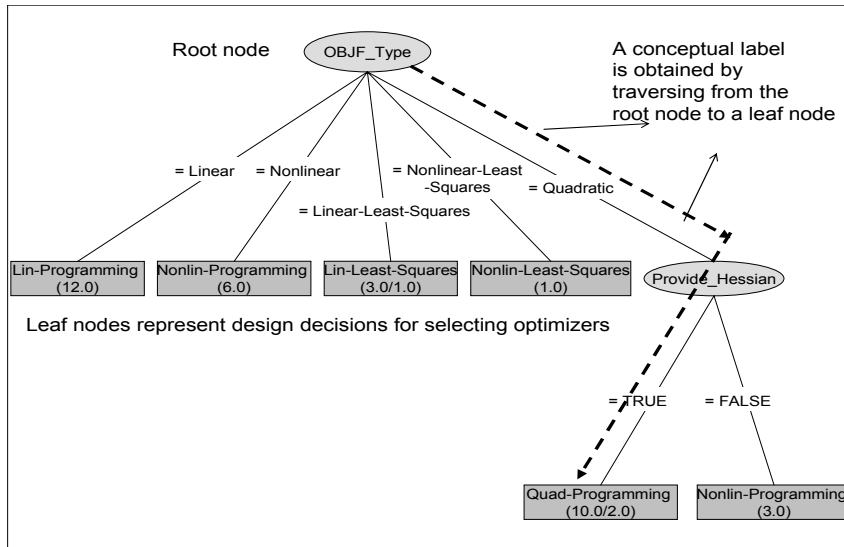 Root node
OBJF_Type
A conceptual label
is obtained by
traversing from the
root node to a leaf node
= Linear
= Nonlinear
= Nonlinear-Least
-Squares
= Quadratic
= Linear-Least-Squares
Lin-Programming
(12.0)
Nonlin-Programming
(6.0)
Lin-Least-Squares
(3.0/1.0)
Nonlin-Least-Squares
(1.0)
Provide_Hessian
Leaf nodes represent design decisions for selecting optimizers
= TRUE
= FALSE
Quad-Programming
(10.0/2.0)
Nonlin-Programming
(3.0)